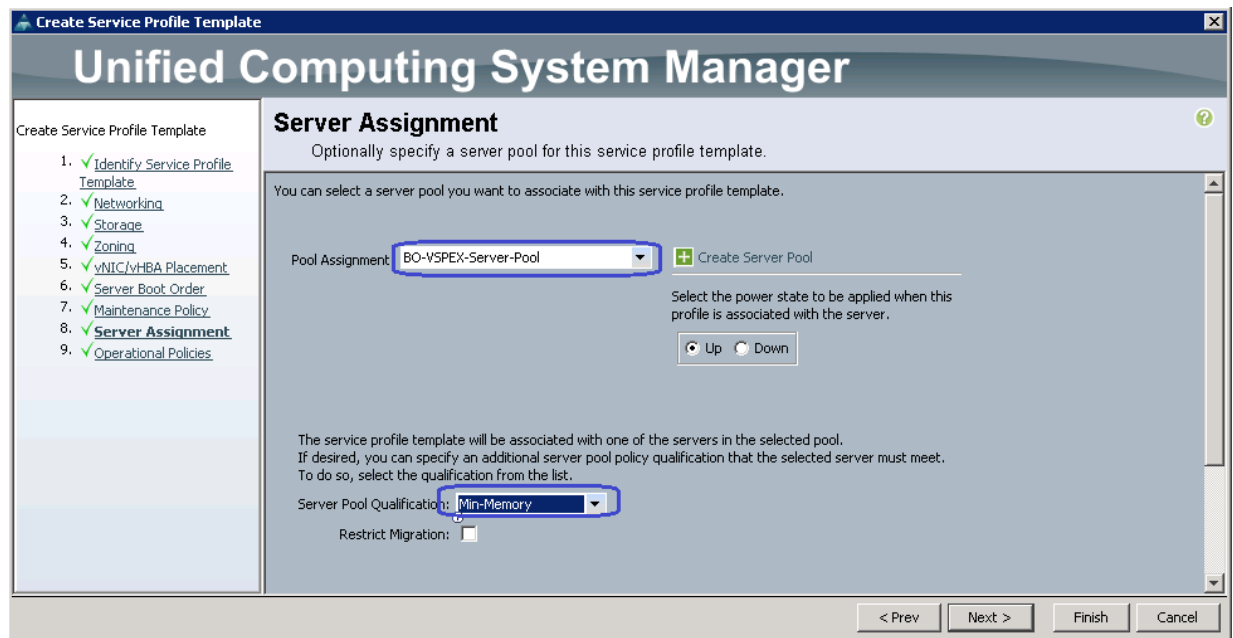 Create Service Profile Template
Unified Computing System Manager
Create Service Profile Template
1. Identify Service Profile
Template
2. Networking
3. Storage
4. Zoning
5. vNIC/vHBA Placement
6. Server Boot Order
7. Maintenance Policy
8. Server Assignment
9. Operational Policies
Server Assignment
Optionally specify a server pool for this service profile template.
You can select a server pool you want to associate with this service profile template.
Pool Assignment BO-VSPEX-Server-Pool Create Server Pool
Select the power state to be applied when this
profile is associated with the server.
Up Down
The service profile template will be associated with one of the servers in the selected pool.
If desired, you can specify an additional server pool policy qualification that the selected server must meet.
To do so, select the qualification from the list.
Server Pool Qualification: Min-Memory
Restrict Migration:
< Prev Next > Finish Cancel